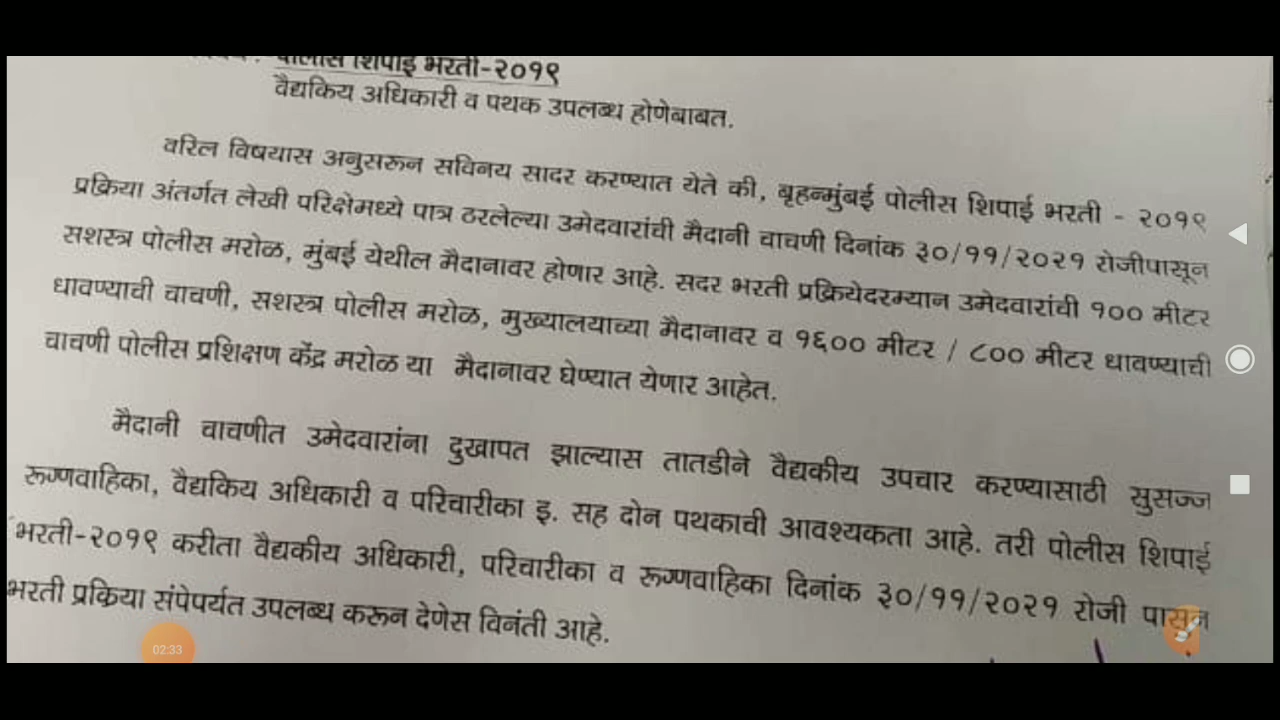 पोलीस शिपाई भरती-२०१९
वैद्यकिय अधिकारी व पथक उपलब्ध होणेबाबत.
वरिल विषयास अनुसरून सविनय सादर करण्यात येते की, बृहन्मुंबई पोलीस शिपाई भरती - २०१९
प्रक्रिया अंतर्गत लेखी परिक्षेमध्ये पात्र ठरलेल्या उमेदवारांची मैदानी चाचणी दिनांक ३०/११/२०२१ रोजीपासून
सशस्त्र पोलीस मरोळ, मुंबई येथील मैदानावर होणार आहे. सदर भरती प्रक्रियेदरम्यान उमेदवारांची १०० मीटर
धावण्याची चाचणी, सशस्त्र पोलीस मरोळ, मुख्यालयाच्या मैदानावर व १६०० मीटर / ८०० मीटर धावण्याची
चाचणी पोलीस प्रशिक्षण केंद्र मरोळ या मैदानावर घेण्यात येणार आहेत.
मैदानी चाचणीत उमेदवारांना दुखापत झाल्यास तातडीने वैद्यकीय उपचार करण्यासाठी सुसज्ज
रूग्णवाहिका, वैद्यकिय अधिकारी व परिचारीका इ. सह दोन पथकाची आवश्यकता आहे. तरी पोलीस शिपाई
भरती-२०१९ करीता वैद्यकीय अधिकारी, परिचारीका व रूग्णवाहिका दिनांक ३०/११/२०२१ रोजी पासून
भरती प्रक्रिया संपेपर्यत उपलब्ध करून देणेस विनंती आहे.
02:33